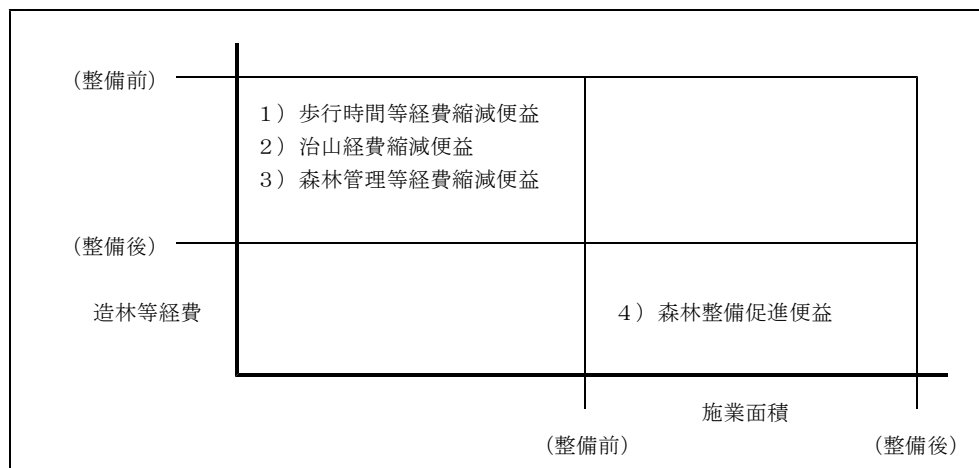 （整備前）
１）歩行時間等経費縮減便益
２）治山経費縮減便益
３）森林管理等経費縮減便益
（整備後）
造林等経費
４）森林整備促進便益
施業面積
（整備前）
（整備後）